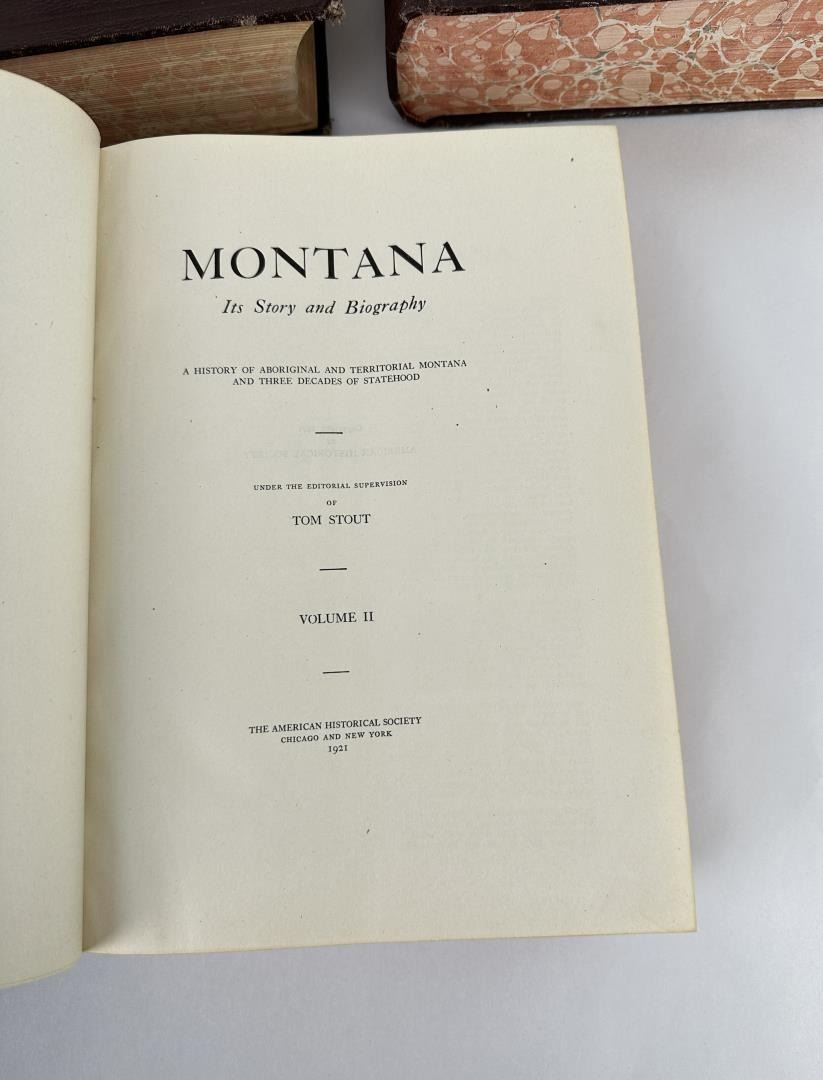 MONTANA
Its Story and Biography
A HISTORY OF ABORIGINAL AND TERRITORIAL MONTANA
AND THREE DECADES OF STATEHOOD
UNDER THE EDITORIAL SUPERVISION
OF
TOM STOUT
VOLUME II
THE AMERICAN HISTORICAL SOCIETY
CHICAGO AND NEW YORK
1921